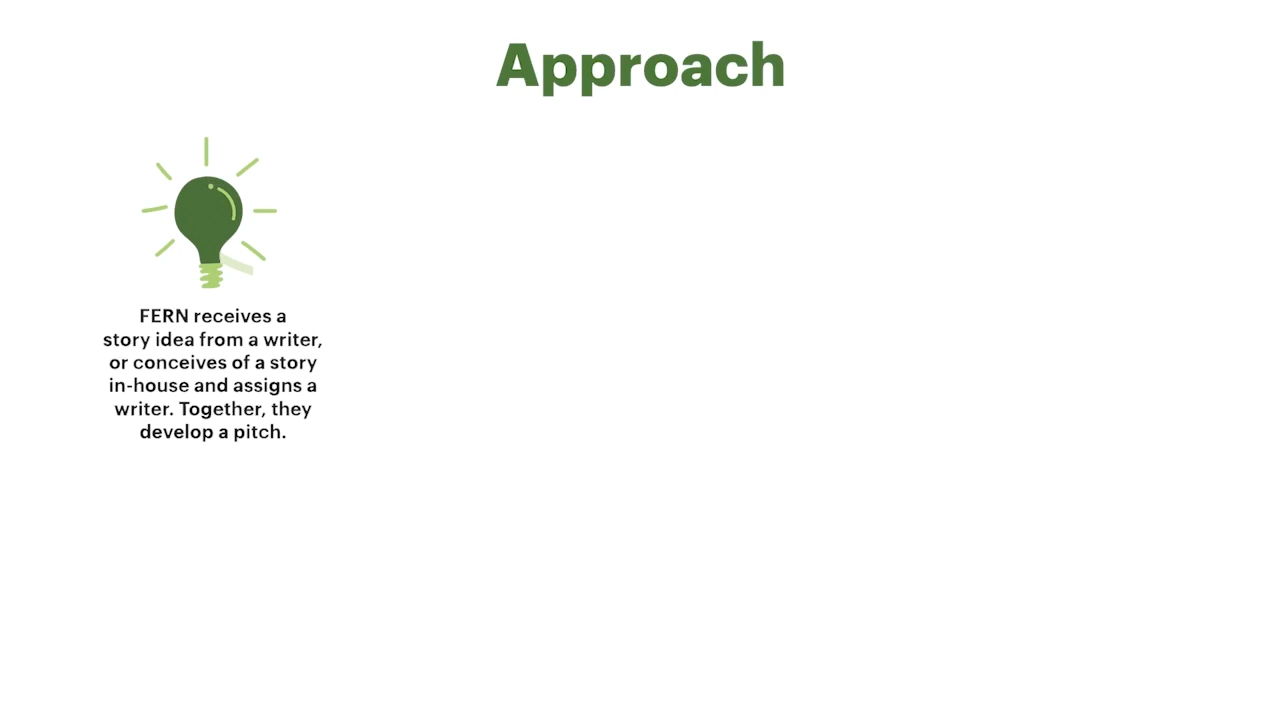 Approach
FERN receives a
story idea from a writer,
or conceives of a story
in-house and assigns a
writer. Together, they
develop a pitch.